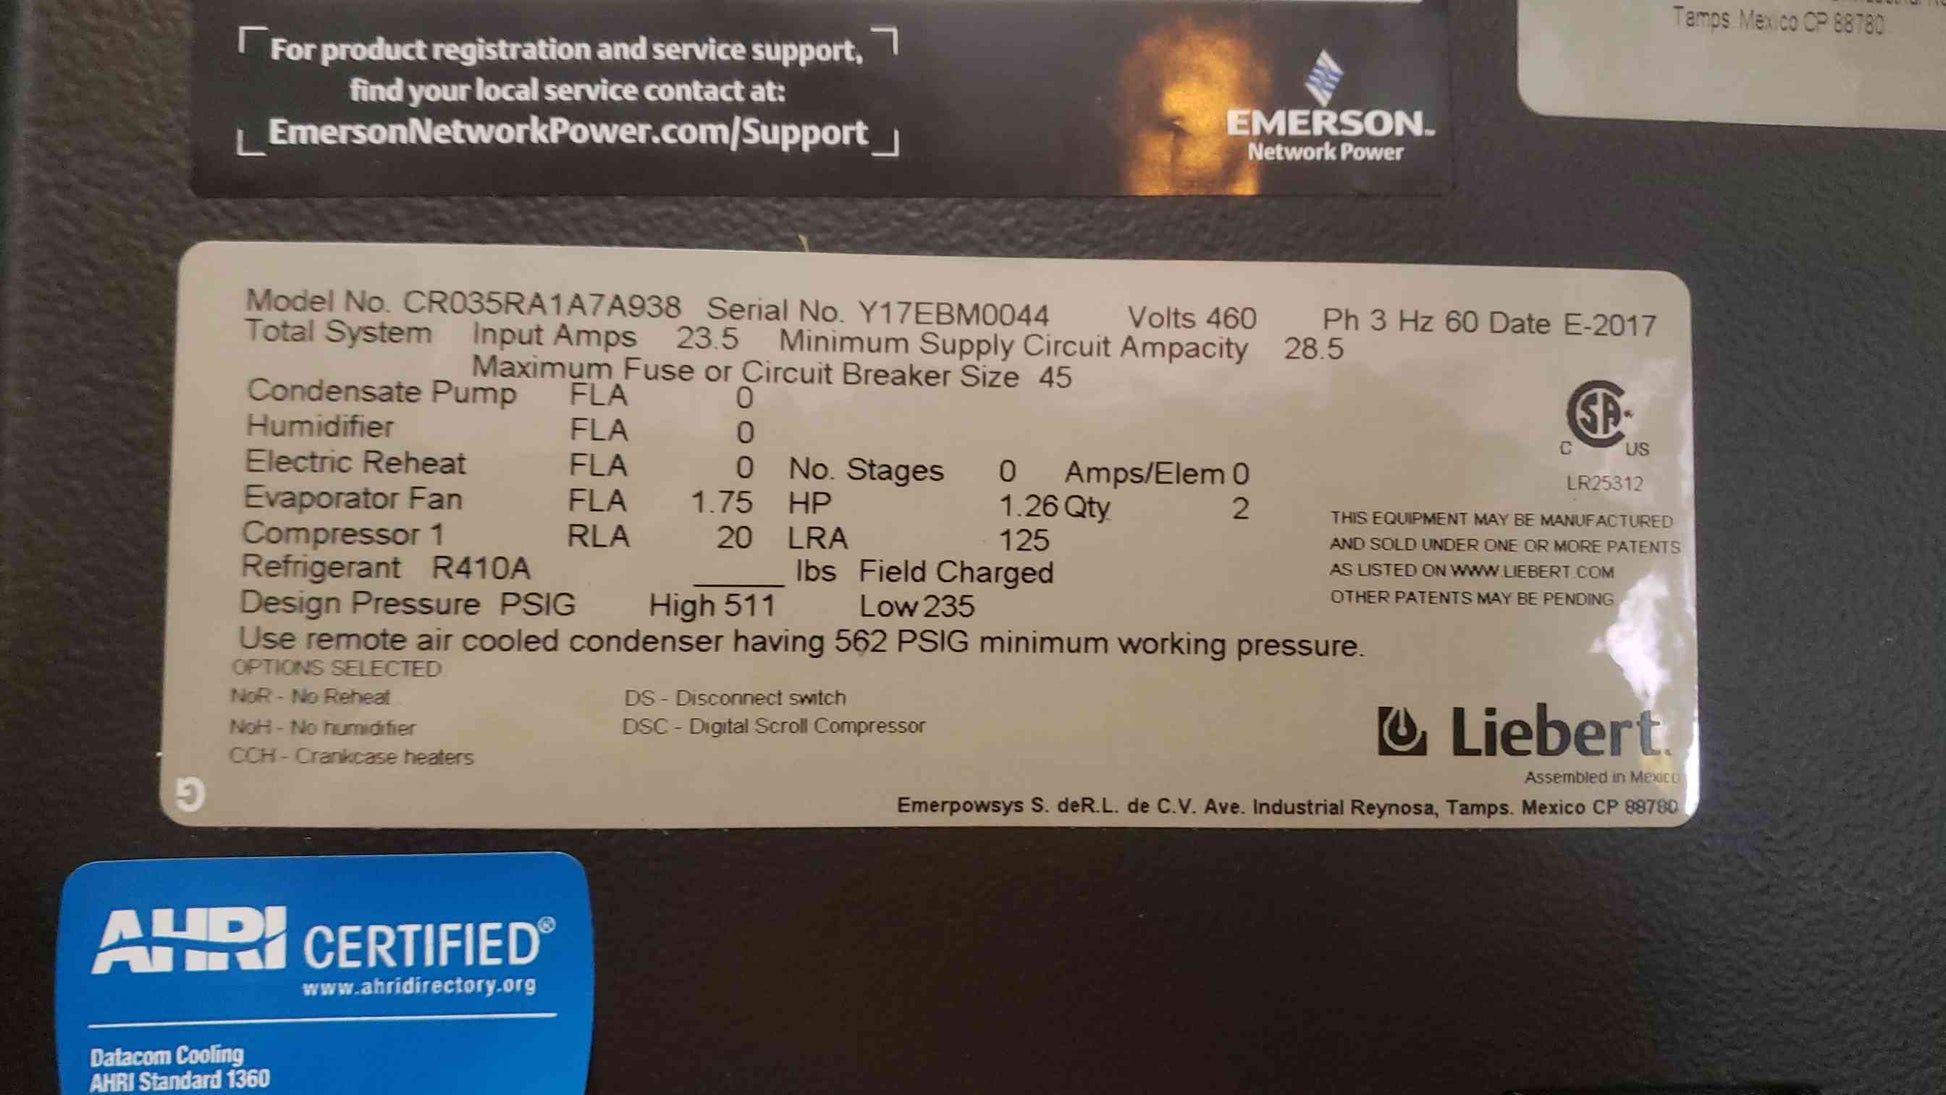 For product registration and service support,
find your local service contact at:
EmersonNetworkPower.com/Support
EMERSON™
Network Power
Tamps. Mexico CP 88780
Model No. CR035RA1A7A938 Serial No. Y17EBM0044 Volts 460 Ph 3 Hz 60 Date E-2017
Total System Input Amps 23.5 Minimum Supply Circuit Ampacity 28.5
Maximum Fuse or Circuit Breaker Size 45
Condensate Pump FLA 0
Humidifier FLA 0
Electric Reheat FLA 0 No. Stages 0 Amps/Elem 0
Evaporator Fan FLA 1.75 HP 1.26 Qty 2
Compressor 1 RLA 20 LRA 125
Refrigerant R410A ______ lbs Field Charged
Design Pressure PSIG High 511 Low 235
Use remote air cooled condenser having 562 PSIG minimum working pressure.
OPTIONS SELECTED
NoR - No Reheat DS - Disconnect switch
NoH - No humidifier DSC - Digital Scroll Compressor
CCH - Crankcase heaters
G
SA
C US
LR25312
THIS EQUIPMENT MAY BE MANUFACTURED
AND SOLD UNDER ONE OR MORE PATENTS
AS LISTED ON WWW.LIEBERT.COM
OTHER PATENTS MAY BE PENDING
Liebert.
Assembled in Mexico
Emerpowsys S. deR.L. de C.V. Ave. Industrial Reynosa, Tamps. Mexico CP 88780
AHRI CERTIFIED®
www.ahridirectory.org
Datacom Cooling
AHRI Standard 1360